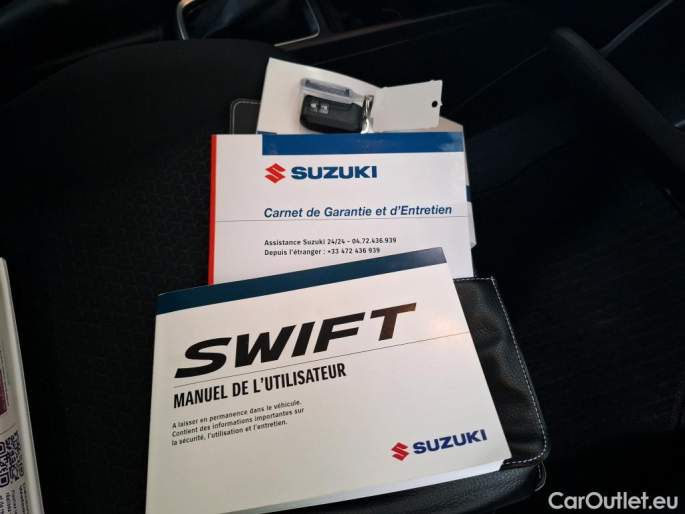 SUZUKI
Carnet de Garantie et d'Entretien
Assistance Suzuki 24/24 - 04.72.436.939
Depuis l'étranger : +33 472 436 939
SWIFT
MANUEL DE L'UTILISATEUR
A laisser en permanence dans le véhicule.
Contient des informations importantes sur
la sécurité, l'utilisation et l'entretien.
SUZUKI
CarOutlet.eu